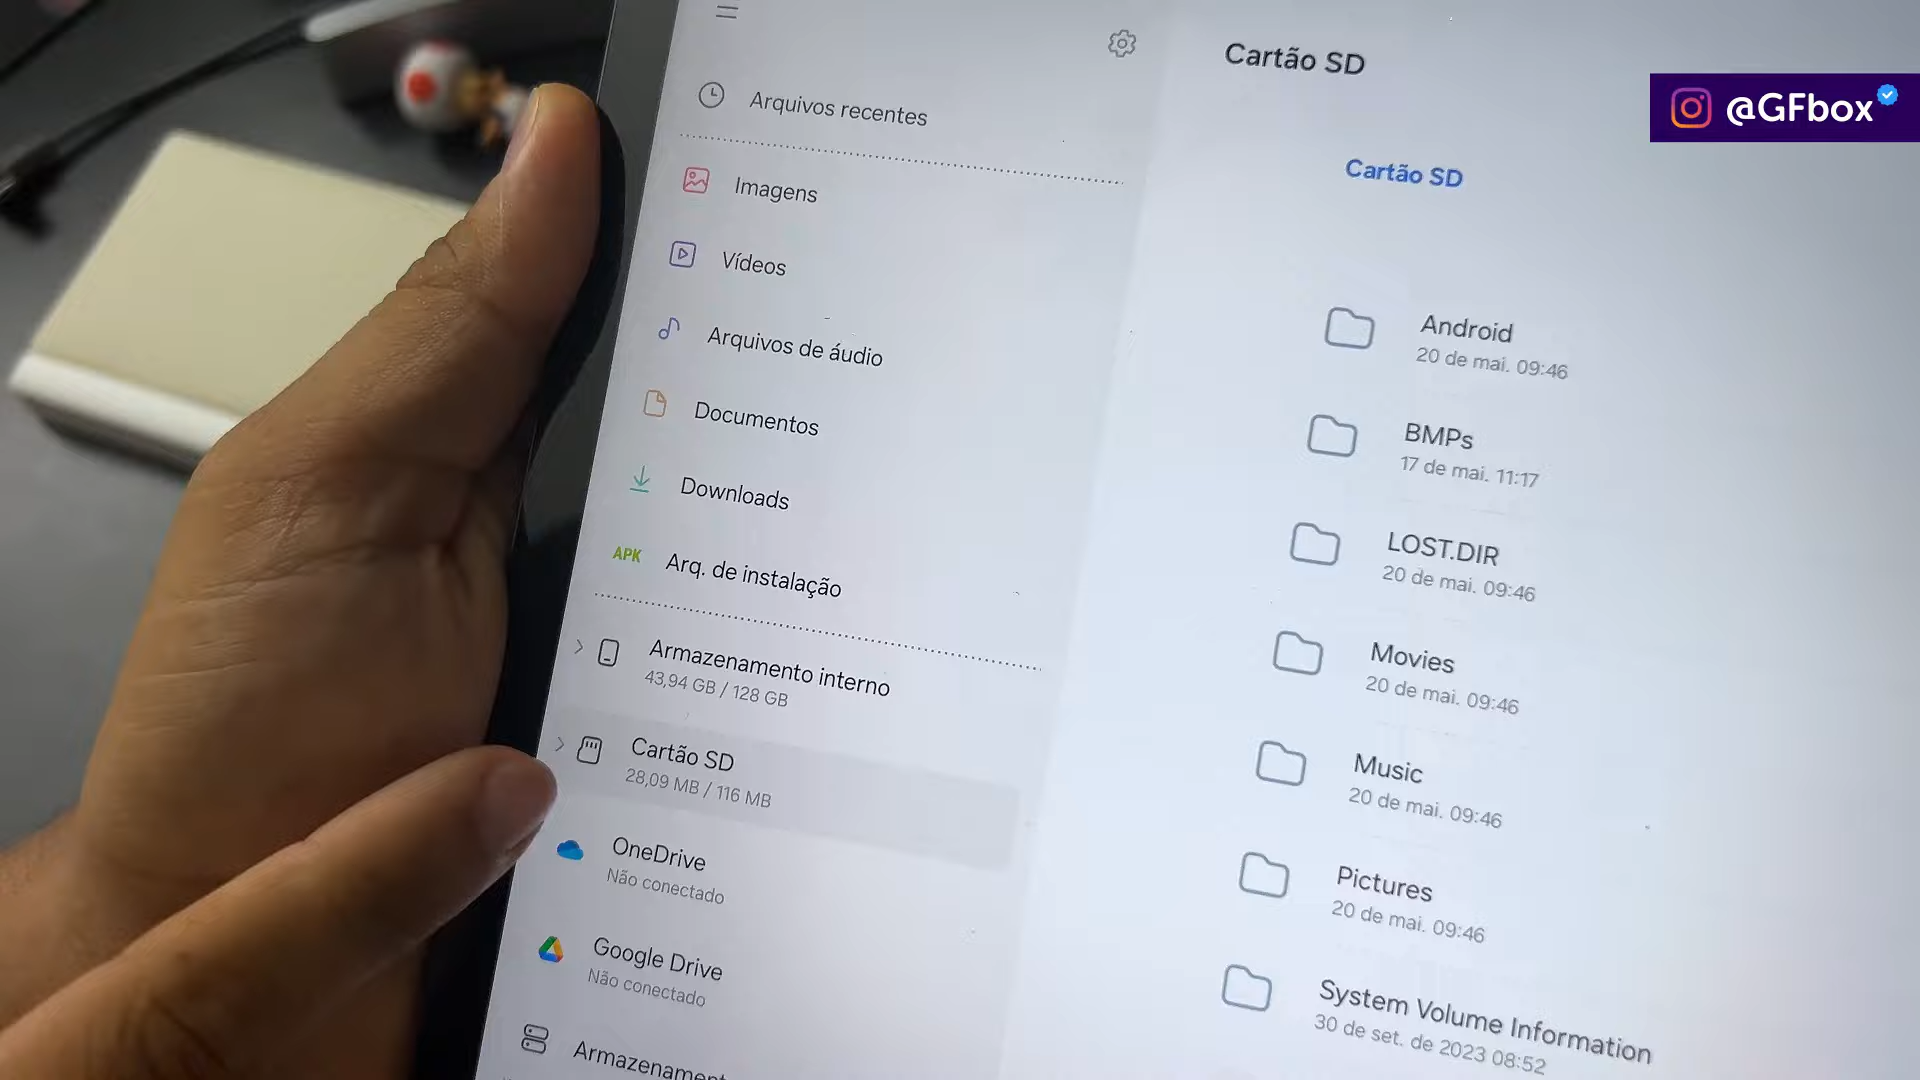 Arquivos recentes
Imagens
Vídeos
Arquivos de áudio
Documentos
Downloads
APK Arq. de instalação
Armazenamento interno
43,94 GB / 128 GB
Cartão SD
28,09 MB / 116 MB
OneDrive
Não conectado
Google Drive
Não conectado
Cartão SD
Cartão SD
Android
20 de mai. 09:46
BMPs
17 de mai. 11:17
LOST.DIR
20 de mai. 09:46
Movies
20 de mai. 09:46
Music
20 de mai. 09:46
Pictures
20 de mai. 09:46
System Volume Information
30 de set. de 2023 08:52
@GFbox